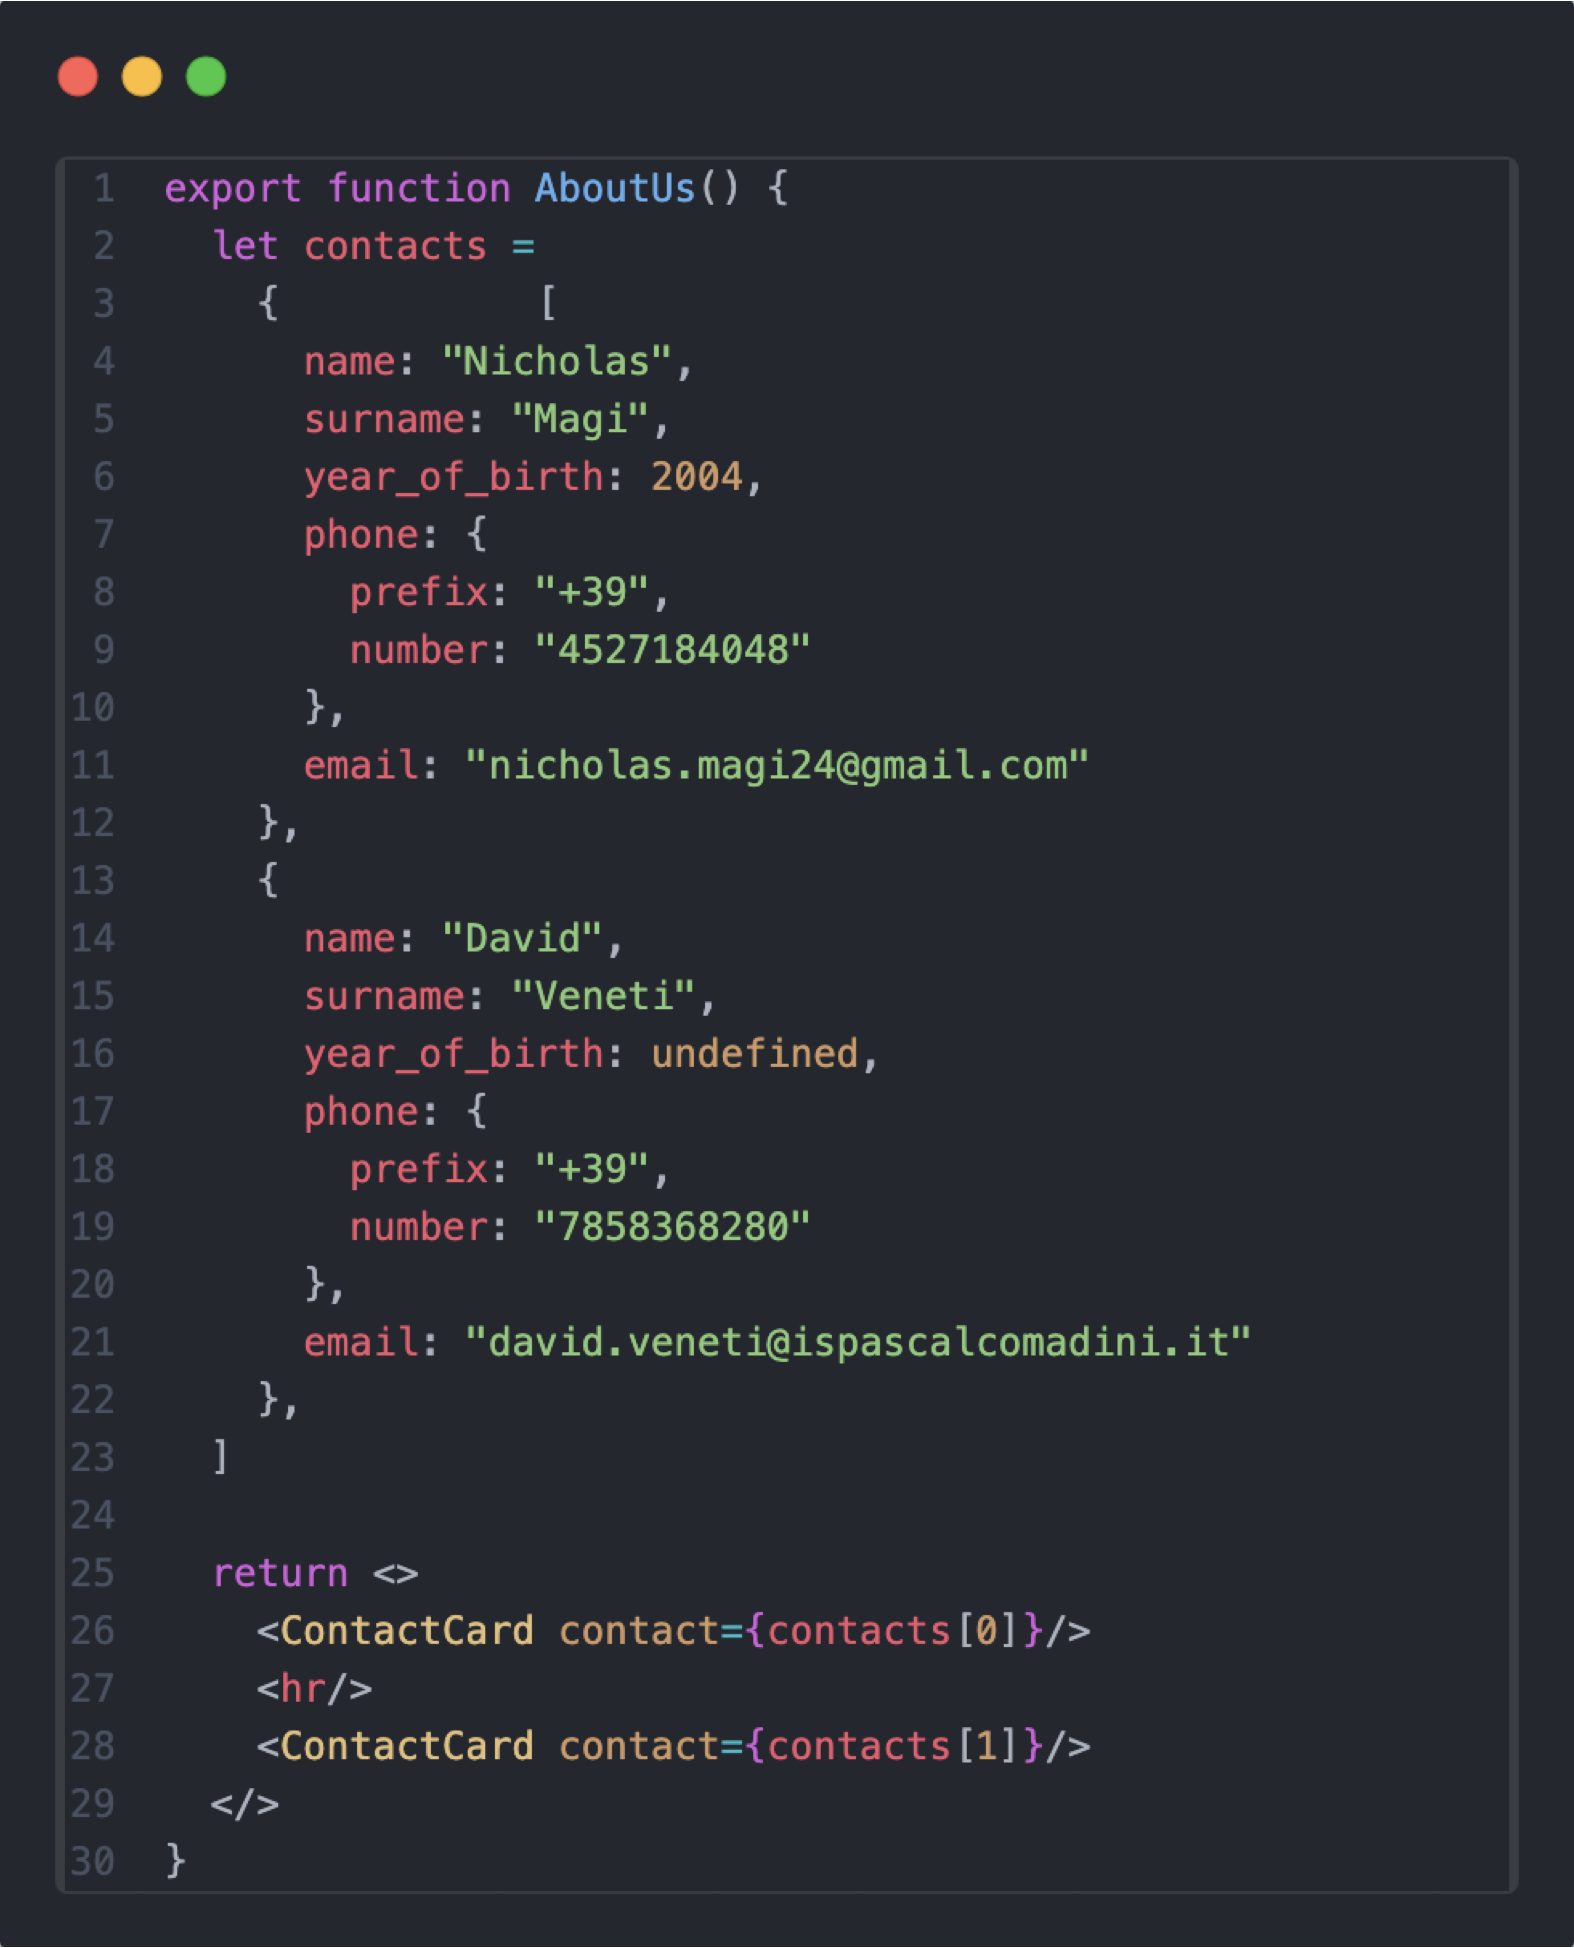 1 export function AboutUs() {
2 let contacts =
3 { [
4 name: "Nicholas",
5 surname: "Magi",
6 year_of_birth: 2004,
7 phone: {
8 prefix: "+39",
9 number: "4527184048"
10 },
11 email: "nicholas.magi24@gmail.com"
12 },
13 {
14 name: "David",
15 surname: "Veneti",
16 year_of_birth: undefined,
17 phone: {
18 prefix: "+39",
19 number: "7858368280"
20 },
21 email: "david.veneti@ispascalcomadini.it"
22 },
23 ]
24
25 return <>
26 <ContactCard contact={contacts[0]}/>
27 <hr/>
28 <ContactCard contact={contacts[1]}/>
29 </>
30 }